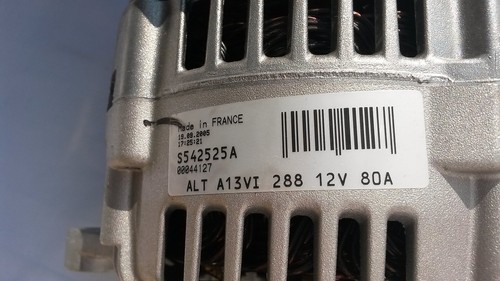 Made in FRANCE
19.08.2005
17:25:21
S542525A
00044127
ALT A13VI 288 12V 80A